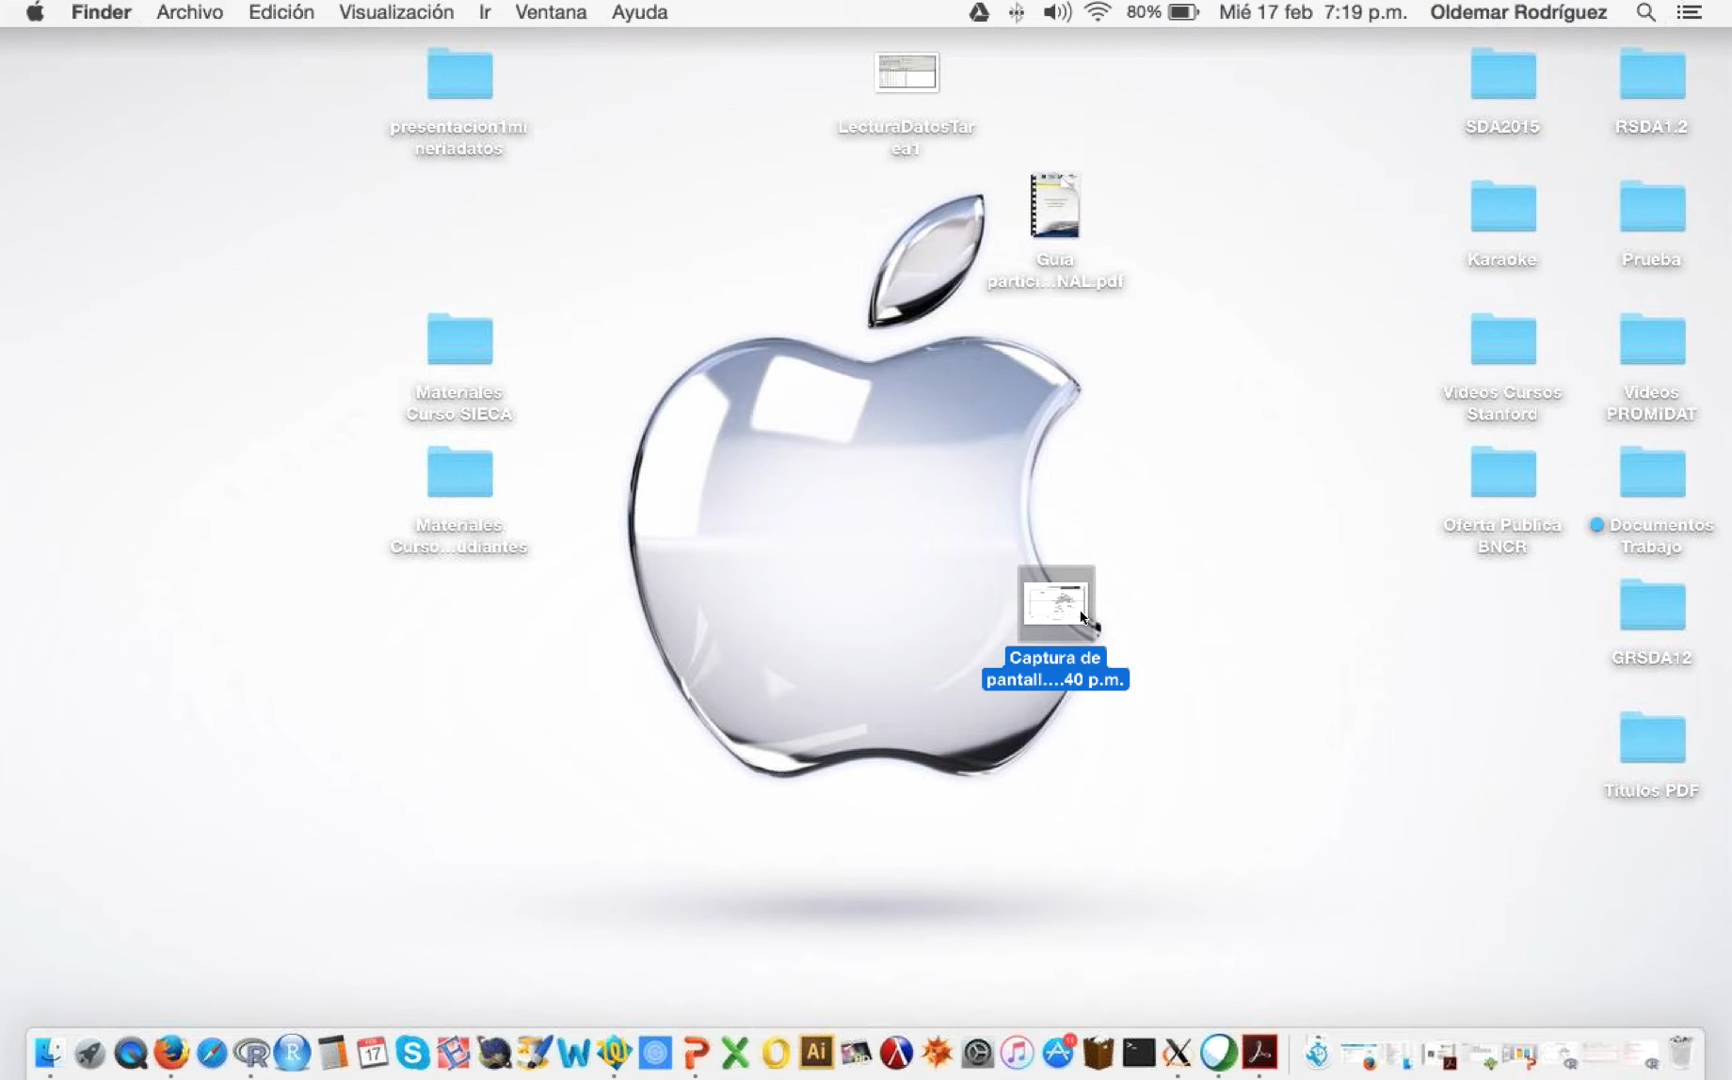 Finder Archivo Edición Visualización Ir Ventana Ayuda 80% Mié 17 feb 7:19 p.m. Oldemar Rodríguez
presentacion1mi
neriadatos
LecturaDatosTar
ea1
SDA2015
RSDA1.2
Guia
partici...NAL.pdf
Karaoke
Prueba
Materiales
Curso SIECA
Videos Cursos
Stanford
Videos
PROMiDAT
Materiales
Curso...udiantes
Oferta Publica
BNCR
Documentos
Trabajo
Captura de
pantall....40 p.m.
GRSDA12
Titulos PDF
17
Ai